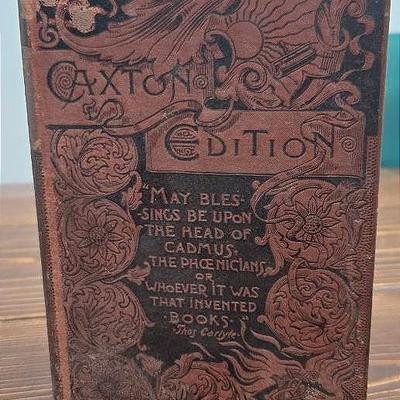 CAXTON
EDITION
"MAY BLES-
SINGS BE UPON
THE HEAD OF
CADMUS,
THE PHŒNICIANS,
OR
WHOEVER IT WAS
THAT INVENTED
BOOKS."
Thos Carlyle.